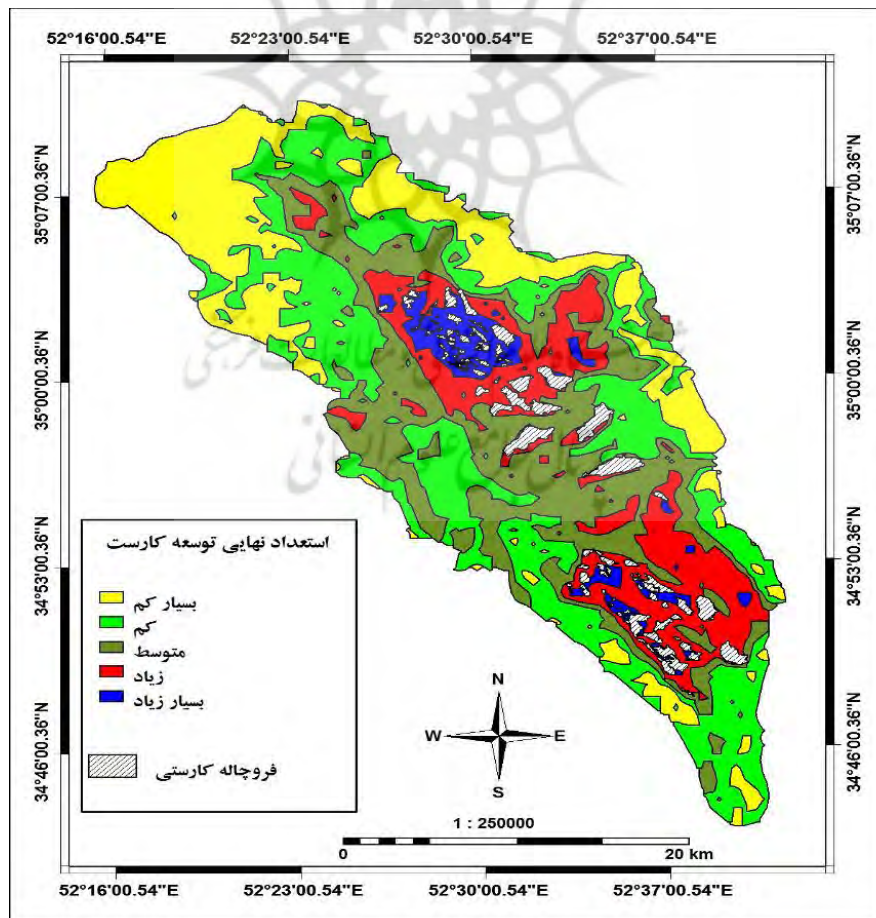 52°16'00.54"E 52°23'00.54"E 52°30'00.54"E 52°37'00.54"E
35°07'00.36"N 35°07'00.36"N
35°00'00.36"N 35°00'00.36"N
34°53'00.36"N 34°53'00.36"N
34°46'00.36"N 34°46'00.36"N
استعداد نهایی توسعه کارست
بسیار کم
کم
متوسط
زیاد
بسیار زیاد
فروچاله کارستی
N
W E
S
1 : 250000
0 20 km
52°16'00.54"E 52°23'00.54"E 52°30'00.54"E 52°37'00.54"E